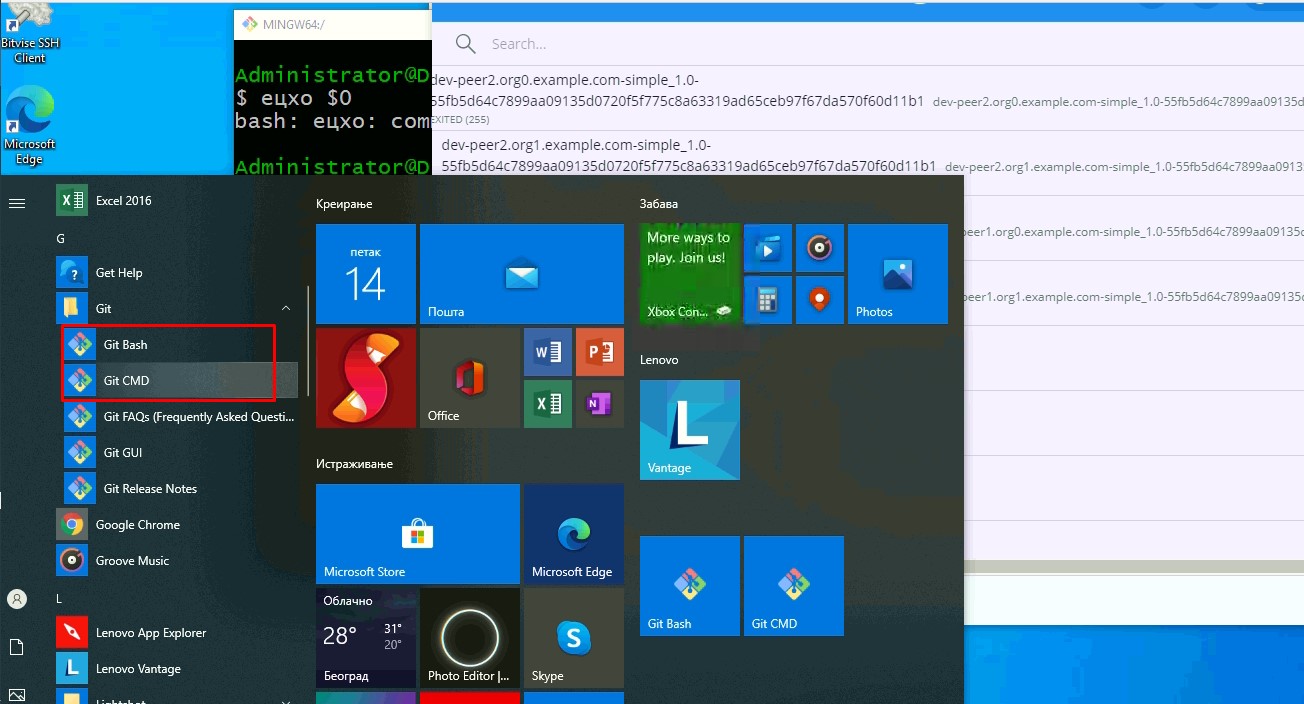 Bitvise SSH
Client
Microsoft
Edge
MINGW64:/
Administrator@D
$ ецхо $0
bash: ецхо: com
Administrator@D
Search...
dev-peer2.org0.example.com-simple_1.0-
55fb5d64c7899aa09135d0720f5f775c8a63319ad65ceb97f67da570f60d11b1 dev-peer2.org0.example.com-simple_1.0-55fb5d64c7899aa09135d
EXITED (255)
dev-peer2.org1.example.com-simple_1.0-
55fb5d64c7899aa09135d0720f5f775c8a63319ad65ceb97f67da570f60d11b1 dev-peer2.org1.example.com-simple_1.0-55fb5d64c7899aa09135
peer1.org0.example.com-simple_1.0-55fb5d64c7899aa09135d
peer1.org1.example.com-simple_1.0-55fb5d64c7899aa09135d
Excel 2016
G
Get Help
Git
Git Bash
Git CMD
Git FAQs (Frequently Asked Questi...
Git GUI
Git Release Notes
Google Chrome
Groove Music
L
Lenovo App Explorer
Lenovo Vantage
Lightshot
Креирање
петак
14
Пошта
Office
Истраживање
Microsoft Store
Microsoft Edge
Облачно
28° 31°
20°
Београд
Photo Editor |...
Skype
Забава
More ways to
play. Join us!
Xbox Con...
Photos
Lenovo
Vantage
Git Bash
Git CMD